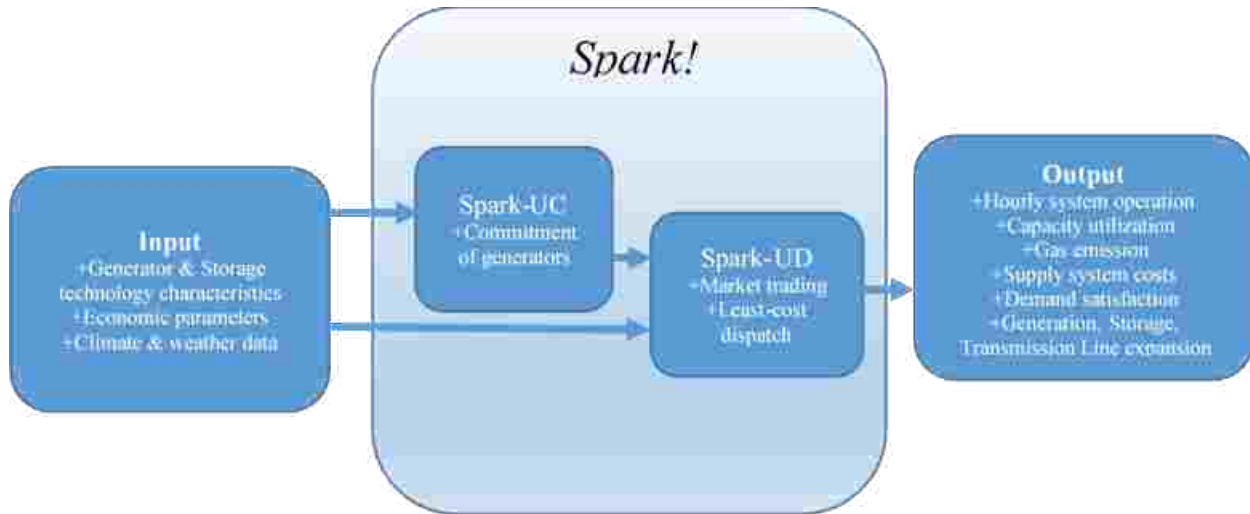 Spark!
Input
+Generator & Storage
technology characteristics
+Economic parameters
+Climate & weather data
Spark-UC
+Commitment
of generators
Spark-UD
+Market trading
+Least-cost
dispatch
Output
+Hourly system operation
+Capacity utilization
+Gas emission
+Supply system costs
+Demand satisfaction
+Generation, Storage,
Transmission Line expansion